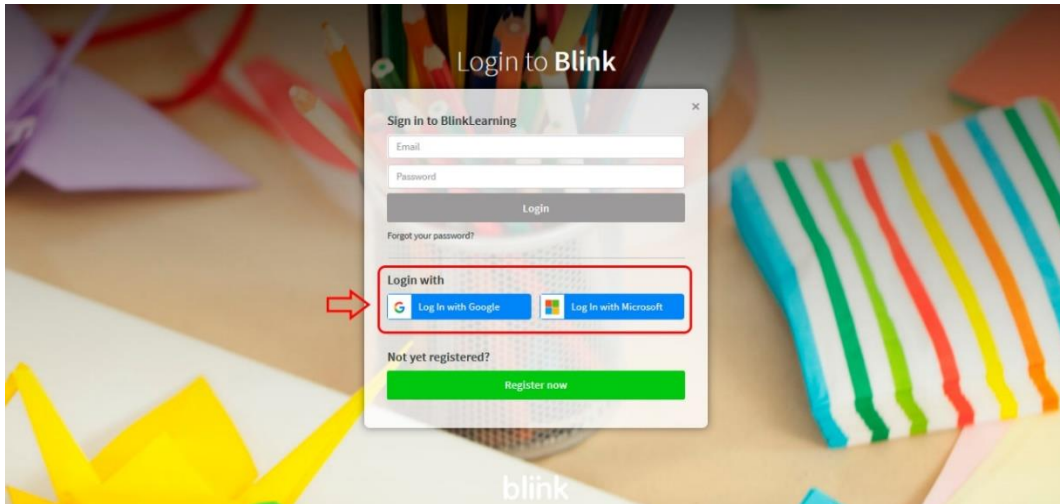 Login to Blink
Sign in to BlinkLearning
Email
Password
Login
Forgot your password?
Login with
Log In with Google
Log In with Microsoft
Not yet registered?
Register now
blink